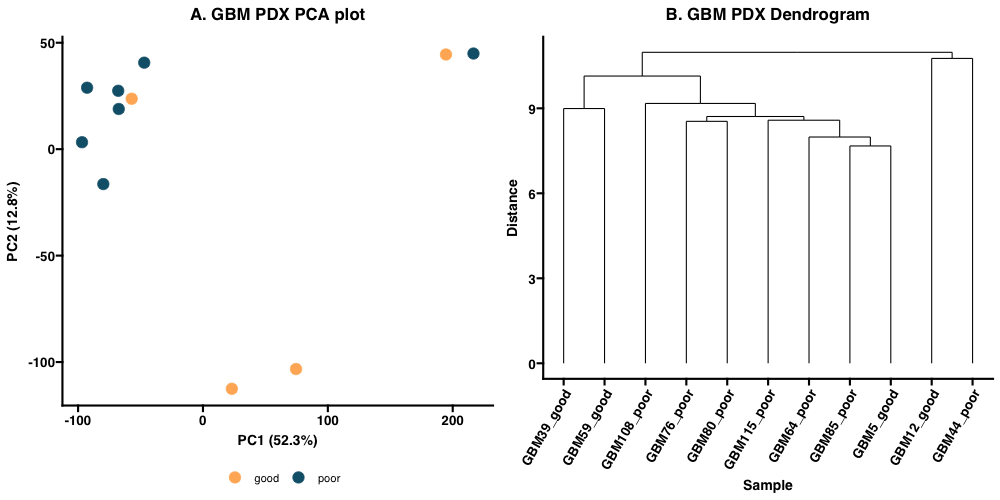 A. GBM PDX PCA plot
50
0
-50
-100
-100
0
100
200
PC2 (12.8%)
PC1 (52.3%)
good
poor
B. GBM PDX Dendrogram
9
6
3
0
Distance
GBM39_good
GBM59_good
GBM108_poor
GBM76_poor
GBM80_poor
GBM115_poor
GBM64_poor
GBM85_poor
GBM5_good
GBM12_good
GBM44_poor
Sample